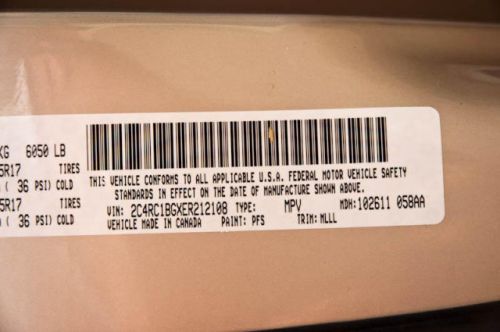 KG 6050 LB
5R17 TIRES
( 36 PSI) COLD
5R17
( 36 PSI) COLD
THIS VEHICLE CONFORMS TO ALL APPLICABLE U.S.A. FEDERAL MOTOR VEHICLE SAFETY
STANDARDS IN EFFECT ON THE DATE OF MANUFACTURE SHOWN ABOVE.
VIN: 2C4RC1BGXER212108 TYPE: MPV MDH: 102611 058AA
VEHICLE MADE IN CANADA PAINT: PFS TRIM: MLLL